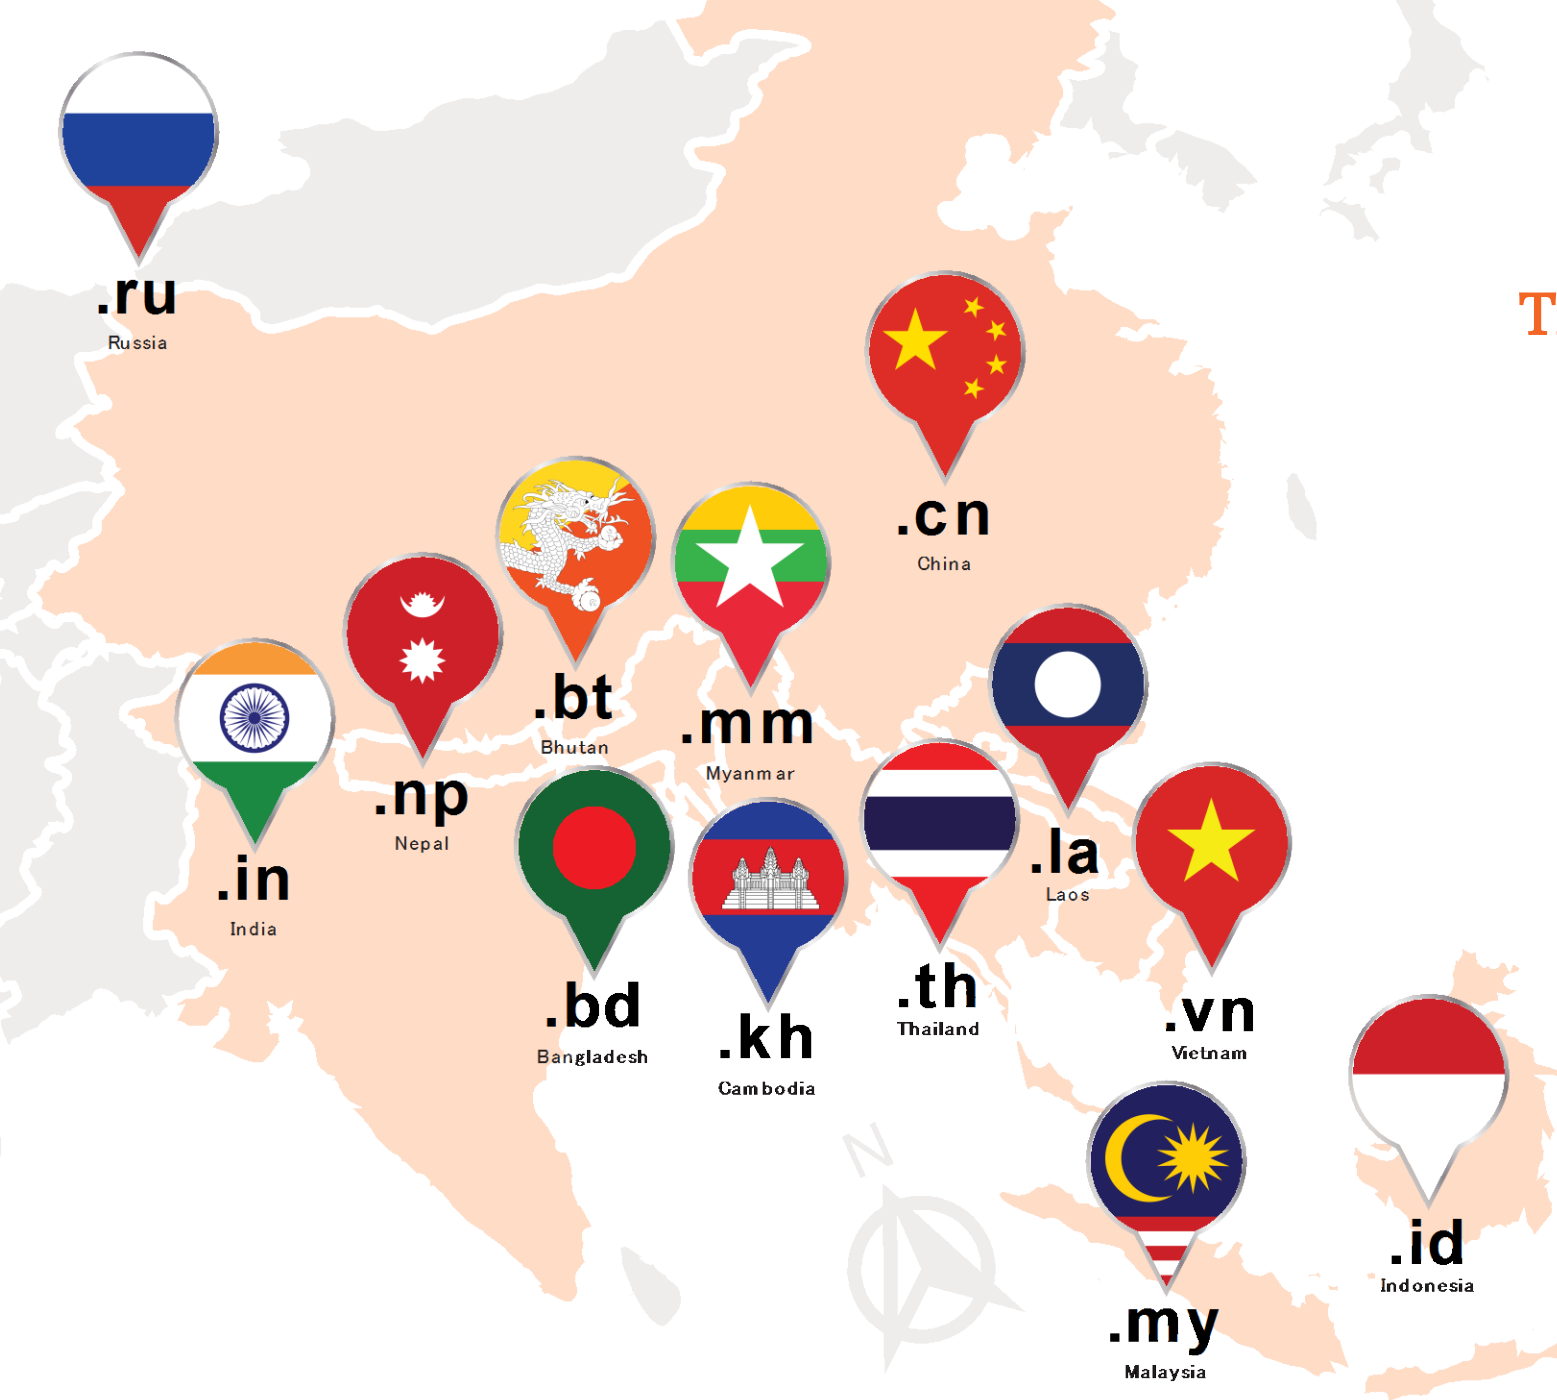 .ru
Russia
T
.cn
China
.bt
Bhutan
.mm
Myanmar
.np
Nepal
.la
Laos
.in
India
.th
Thailand
.bd
Bangladesh
.kh
Cambodia
.vn
Vietnam
N
.id
Indonesia
.my
Malaysia